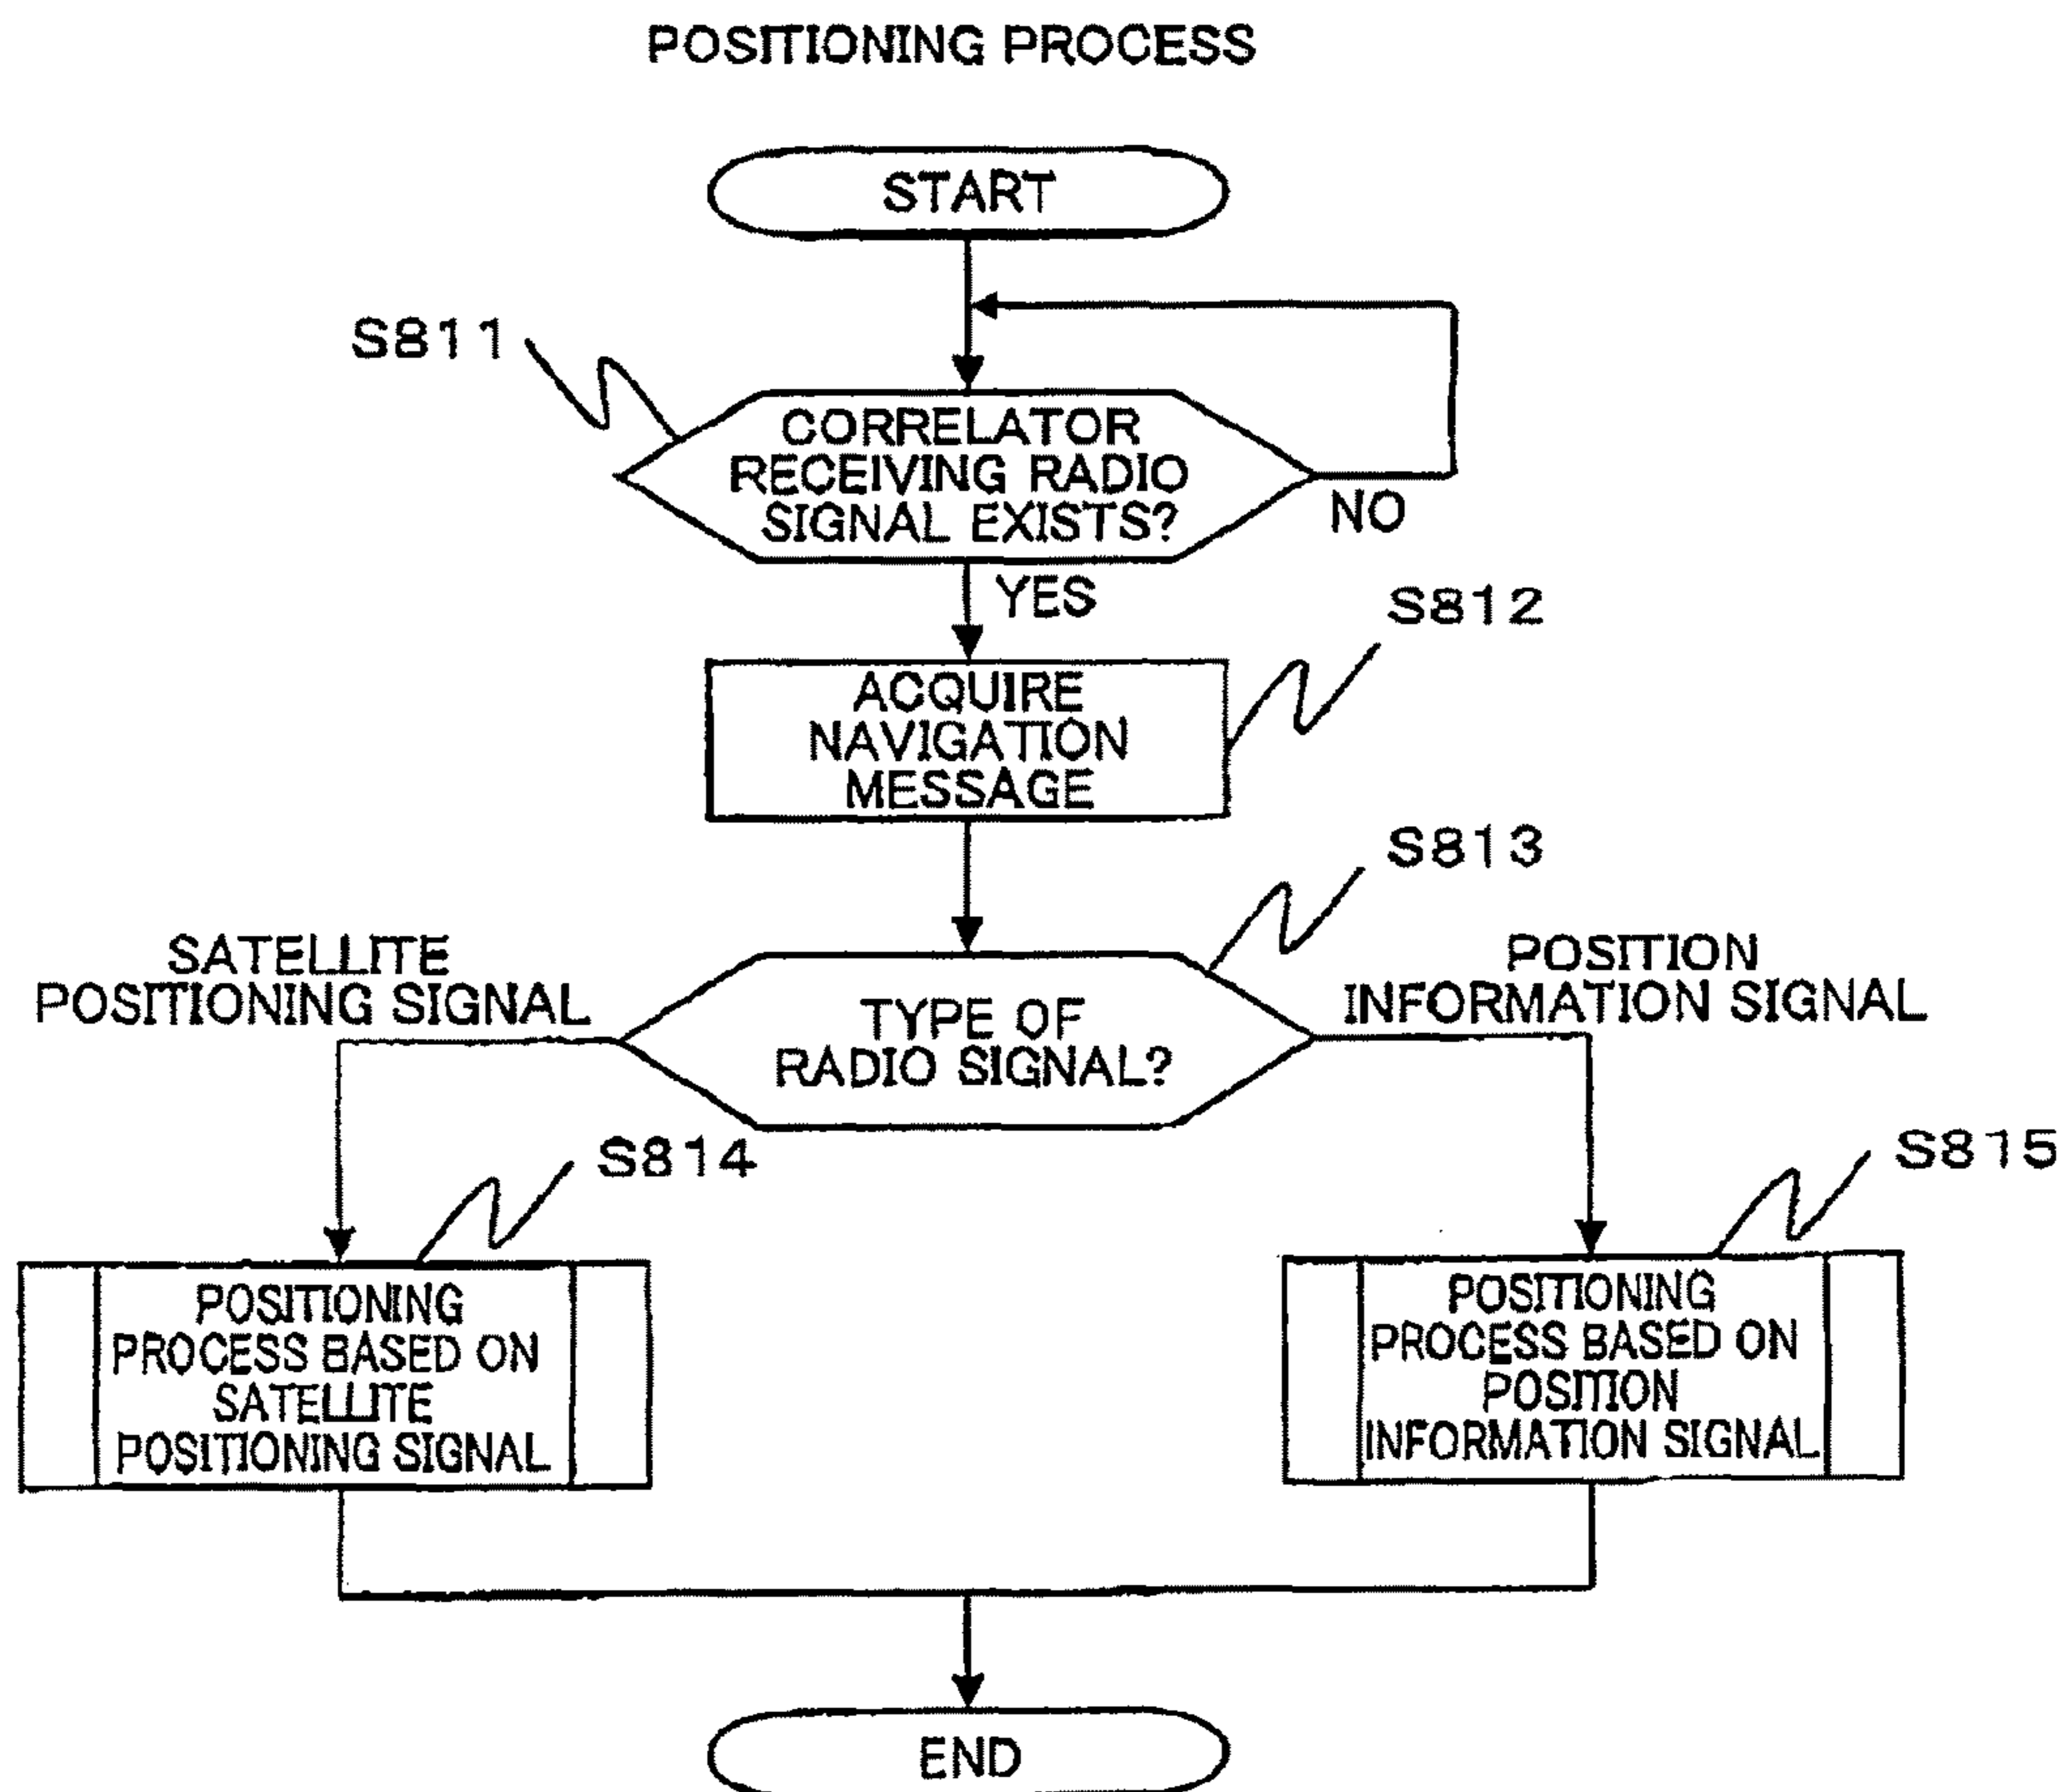 POSITIONING PROCESS
START
S811
CORRELATOR
RECEIVING RADIO
SIGNAL EXISTS?
NO
YES
S812
ACQUIRE
NAVIGATION
MESSAGE
S813
SATELLITE
POSITIONING SIGNAL
POSITION
INFORMATION SIGNAL
TYPE OF
RADIO SIGNAL?
S814
S815
POSITIONING
PROCESS BASED ON
SATELLITE
POSITIONING SIGNAL
POSITIONING
PROCESS BASED ON
POSITION
INFORMATION SIGNAL
END